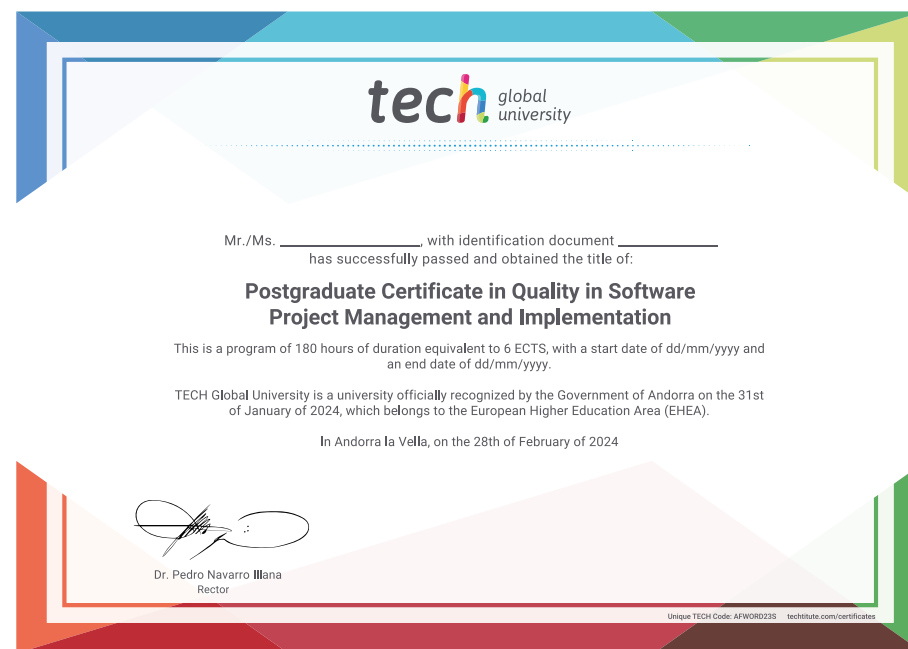 tech global university
Mr./Ms. ____________, with identification document ____________
has successfully passed and obtained the title of:
Postgraduate Certificate in Quality in Software
Project Management and Implementation
This is a program of 180 hours of duration equivalent to 6 ECTS, with a start date of dd/mm/yyyy and
an end date of dd/mm/yyyy.
TECH Global University is a university officially recognized by the Government of Andorra on the 31st
of January of 2024, which belongs to the European Higher Education Area (EHEA).
In Andorra la Vella, on the 28th of February of 2024
Dr. Pedro Navarro Illana
Rector
Unique TECH Code: AFWORD23S techtitute.com/certificates